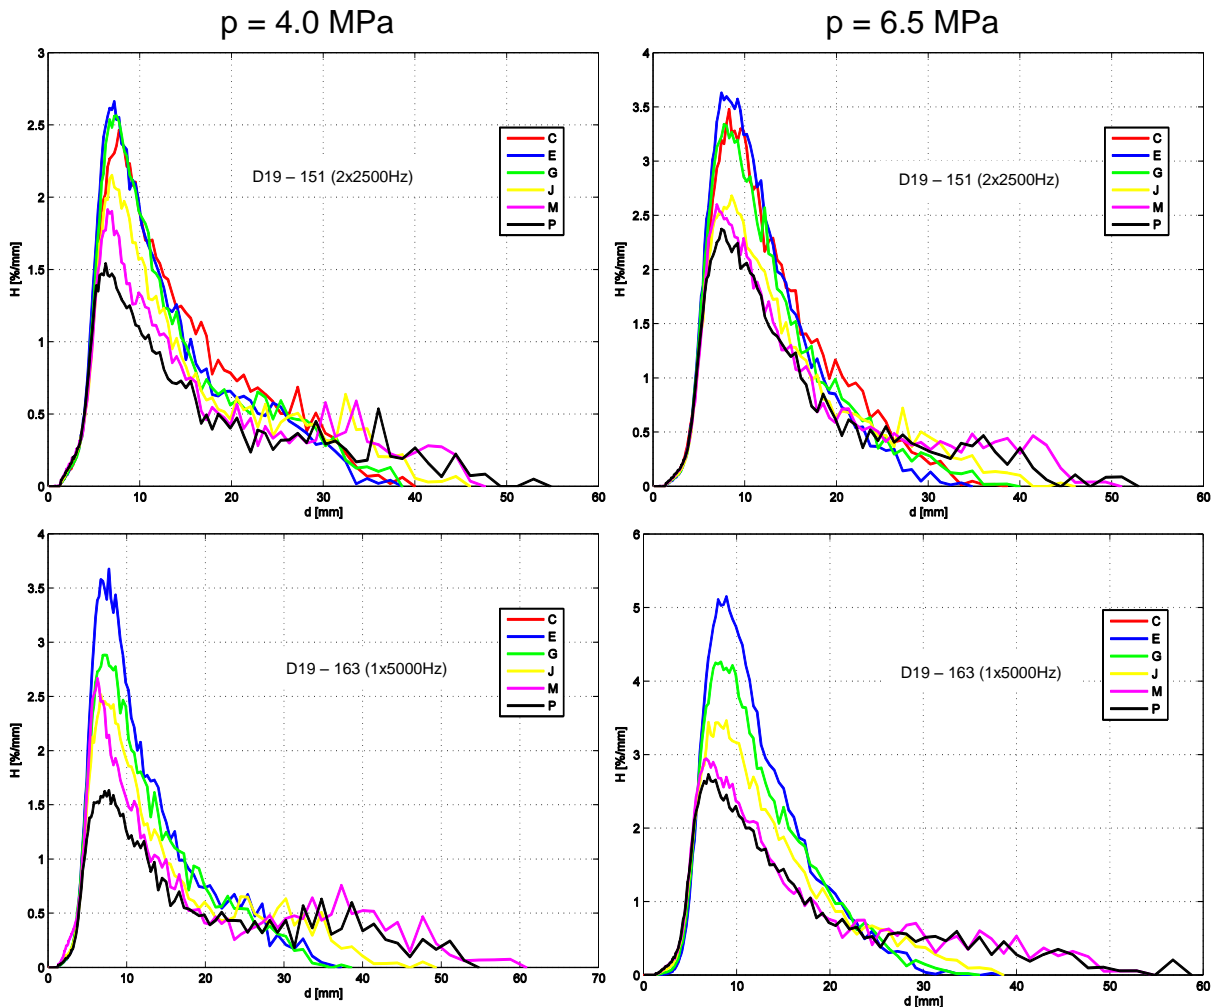 p = 4.0 MPa
p = 6.5 MPa
3
2.5
2
1.5
1
0.5
0
H [%/mm]
0 10 20 30 40 50 60
d [mm]
D19 – 151 (2x2500Hz)
C
E
G
J
M
P
4
3.5
3
2.5
2
1.5
1
0.5
0
H [%/mm]
0 10 20 30 40 50 60
d [mm]
D19 – 151 (2x2500Hz)
C
E
G
J
M
P
4
3.5
3
2.5
2
1.5
1
0.5
0
H [%/mm]
0 10 20 30 40 50 60 70
d [mm]
D19 – 163 (1x5000Hz)
C
E
G
J
M
P
6
5
4
3
2
1
0
H [%/mm]
0 10 20 30 40 50 60
d [mm]
D19 – 163 (1x5000Hz)
C
E
G
J
M
P